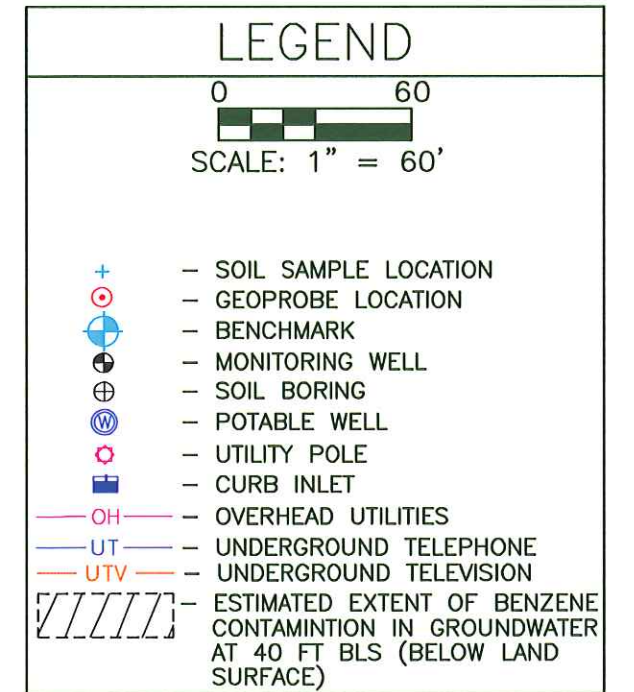 LEGEND
0 60
SCALE: 1" = 60'
– SOIL SAMPLE LOCATION
– GEOPROBE LOCATION
– BENCHMARK
– MONITORING WELL
– SOIL BORING
W – POTABLE WELL
– UTILITY POLE
– CURB INLET
OH – OVERHEAD UTILITIES
UT – UNDERGROUND TELEPHONE
UTV – UNDERGROUND TELEVISION
– ESTIMATED EXTENT OF BENZENE
CONTAMINTION IN GROUNDWATER
AT 40 FT BLS (BELOW LAND
SURFACE)